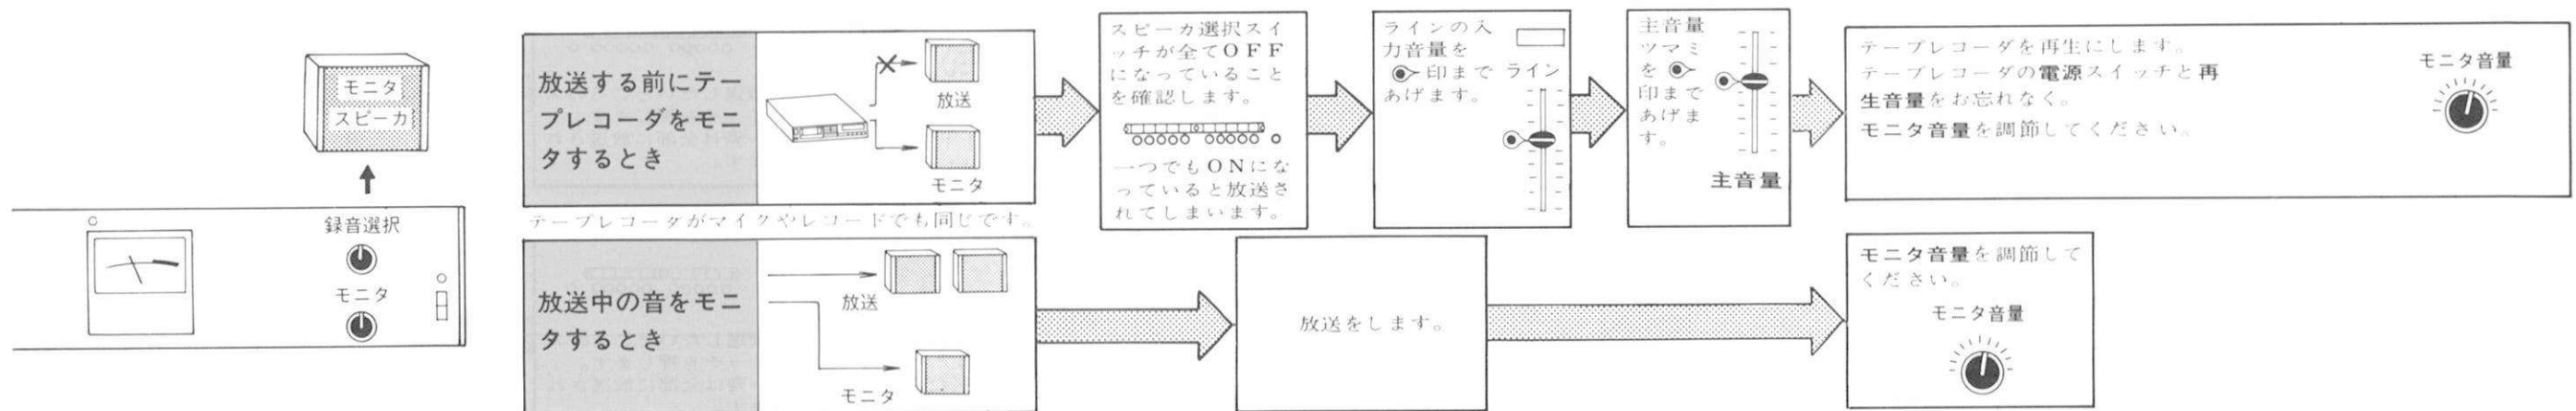 モニタ
スピーカ
録音選択
モニタ
放送する前にテー
プレコーダをモニ
タするとき
放送
モニタ
テープレコーダがマイクやレコードでも同じです。
スピーカ選択スイ
ッチが全てOFF
になっていること
を確認します。
一つでもONにな
っていると放送さ
れてしまいます。
ラインの入
力音量を
印まで
あげます。
ライン
主音量
ツマミ
を
印まで
あげま
す。
主音量
テープレコーダを再生にします。
テープレコーダの電源スイッチと再
生音量をお忘れなく。
モニタ音量を調節してください。
モニタ音量
放送中の音をモニ
タするとき
放送
モニタ
放送をします。
モニタ音量を調節して
ください。
モニタ音量